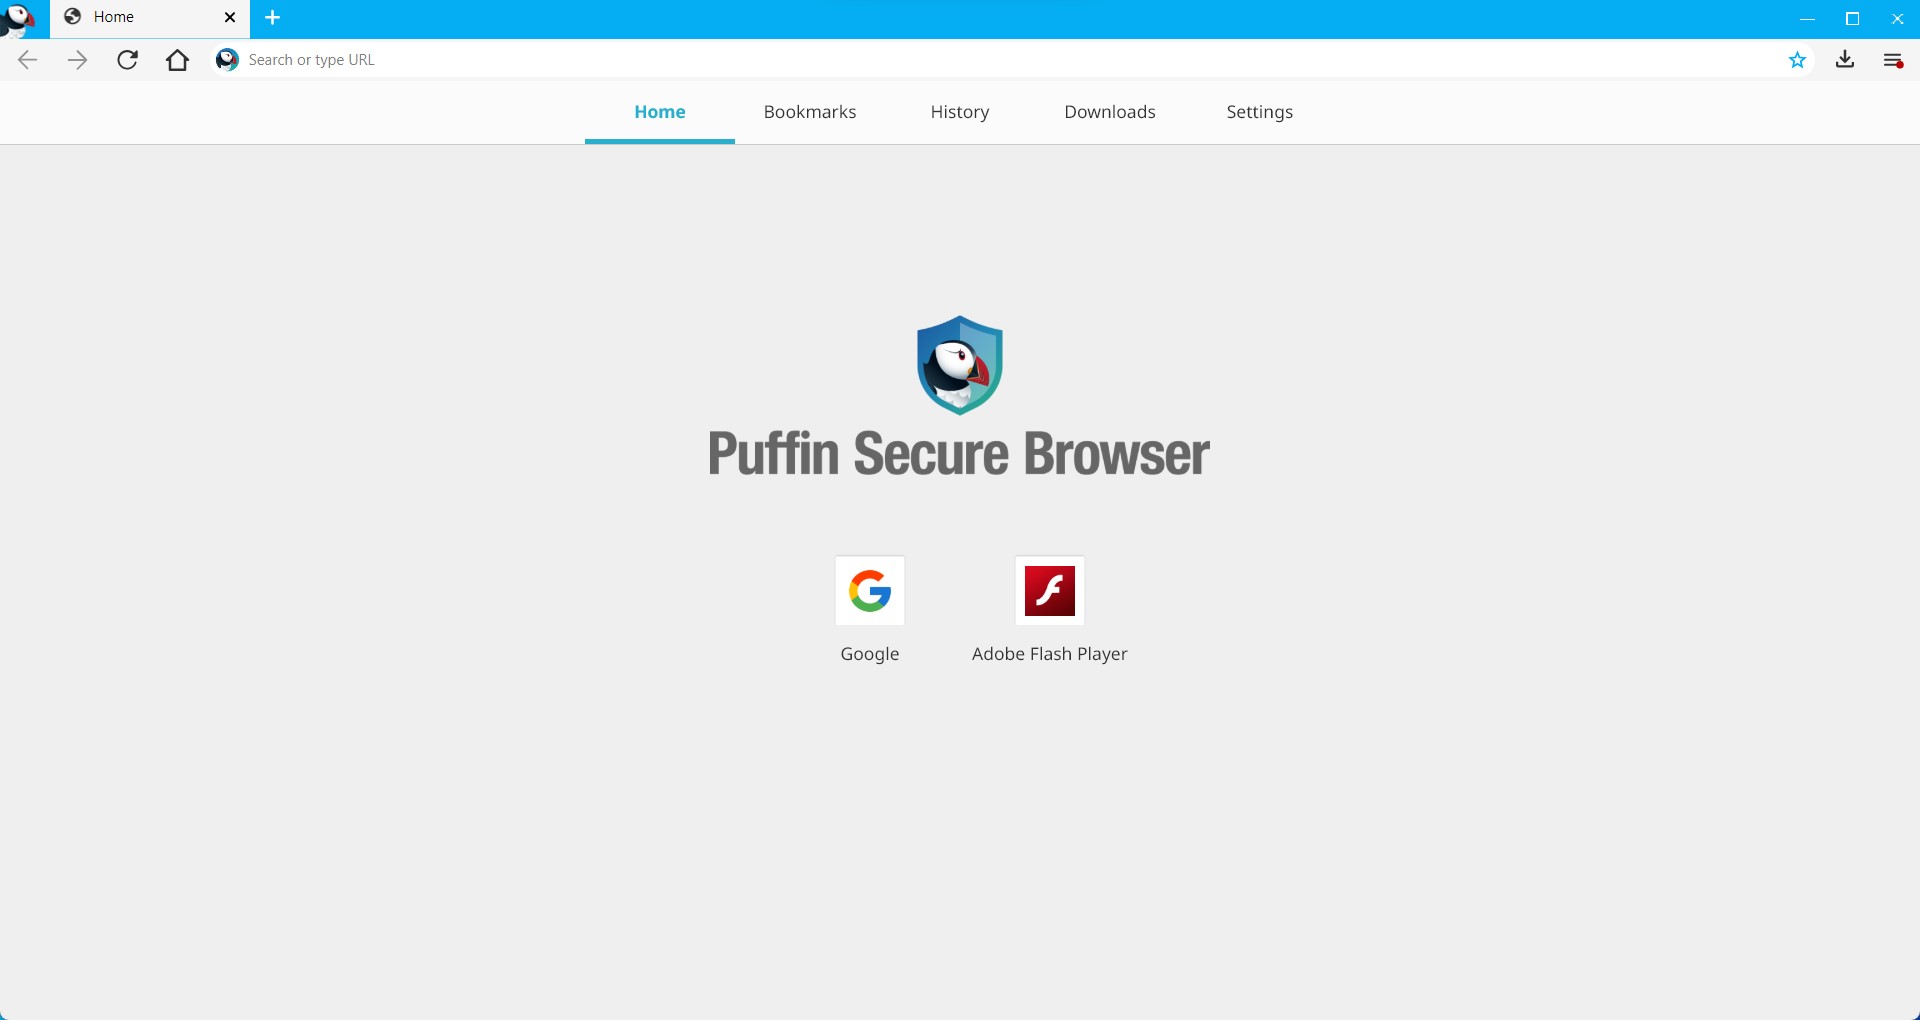 Home
Search or type URL
Home Bookmarks History Downloads Settings
Puffin Secure Browser
Google Adobe Flash Player